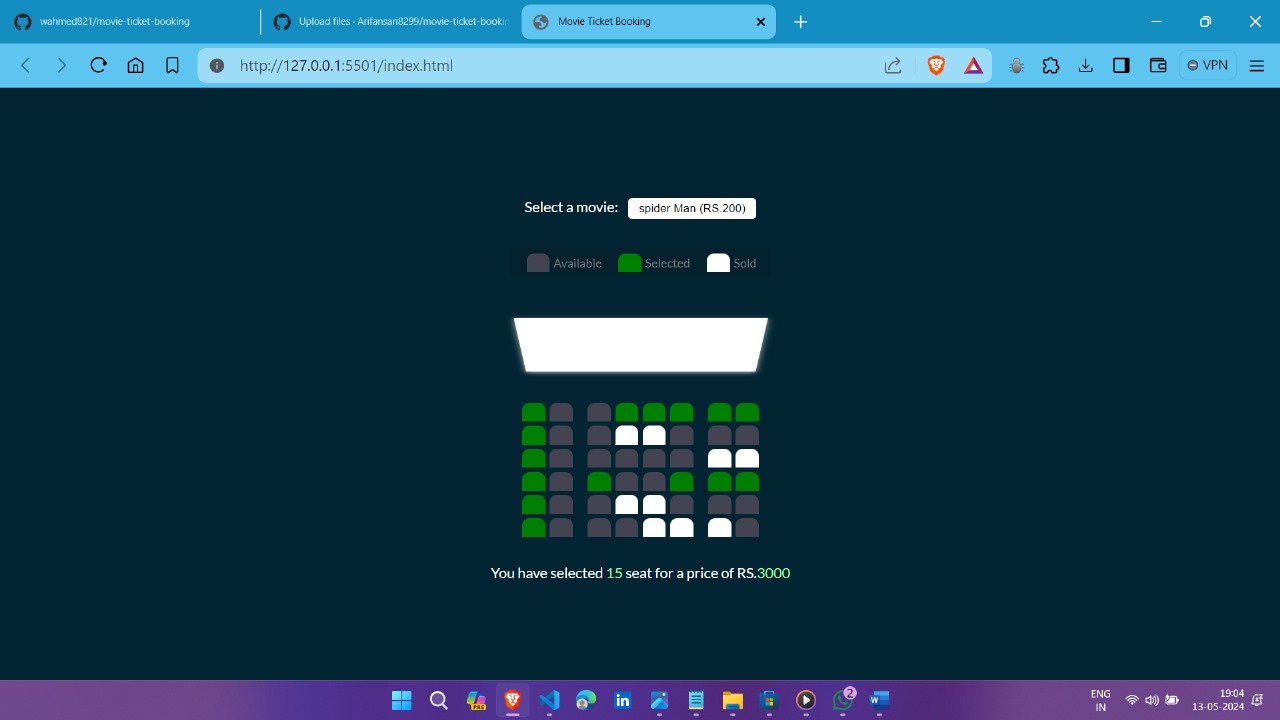 wahmed821/movie-ticket-booking
Upload files · Arifansari8299/movie-ticket-bookin
Movie Ticket Booking
http://127.0.0.1:5501/index.html
VPN
Select a movie: spider Man (RS.200)
Available Selected Sold
You have selected 15 seat for a price of RS.3000
PRE
in
2
W
ENG
IN
19:04
13-05-2024